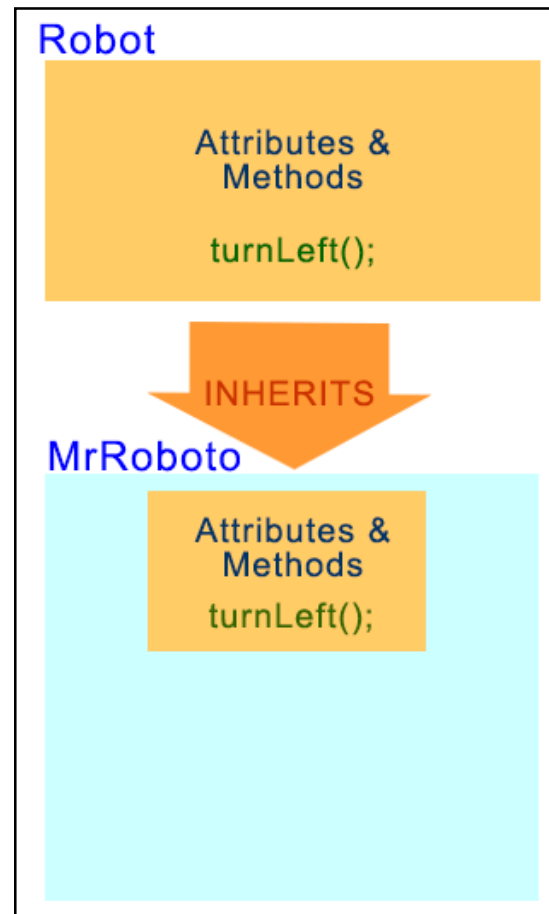 Robot
Attributes &
Methods
turnLeft();
INHERITS
MrRoboto
Attributes &
Methods
turnLeft();